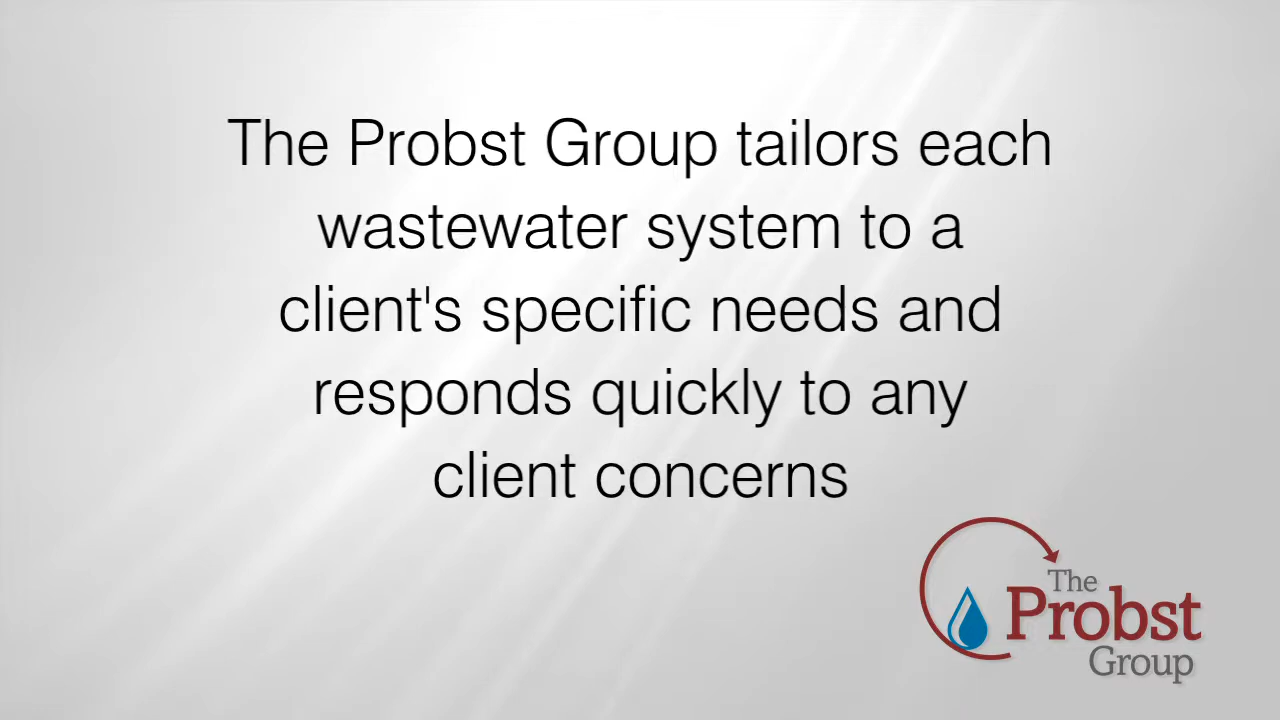 The Probst Group tailors each
wastewater system to a
client's specific needs and
responds quickly to any
client concerns
The
Probst
Group